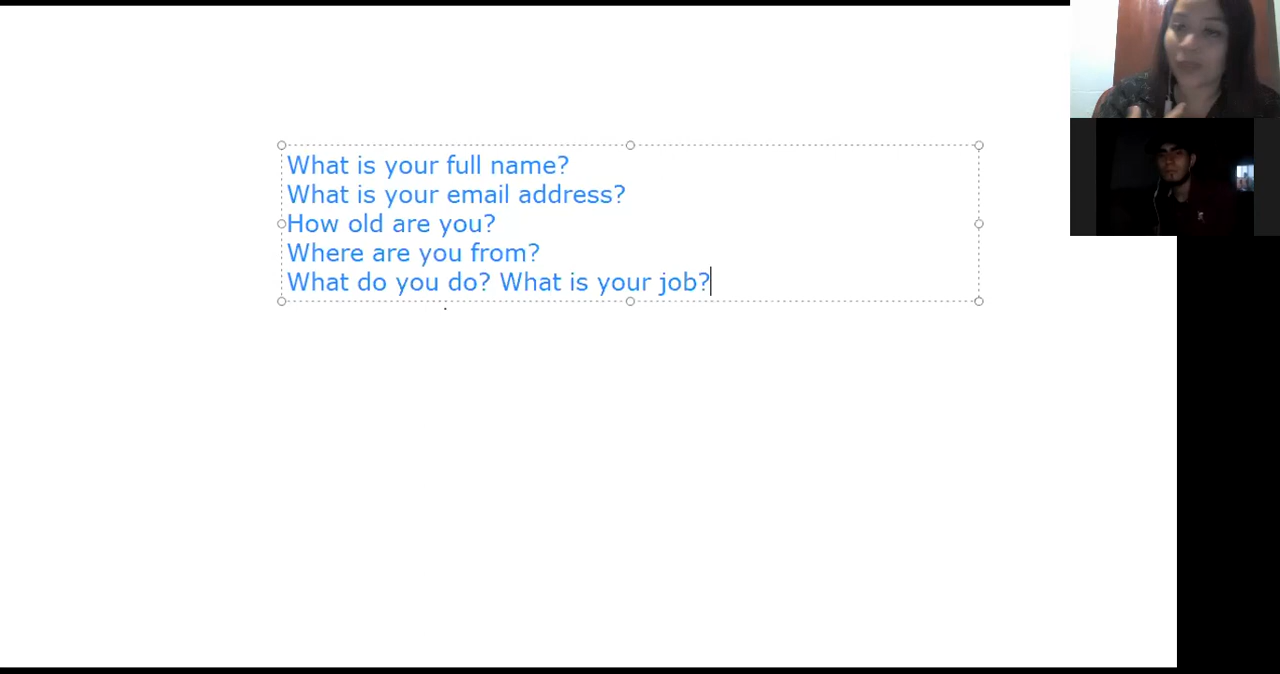 What is your full name?
What is your email address?
How old are you?
Where are you from?
What do you do? What is your job?